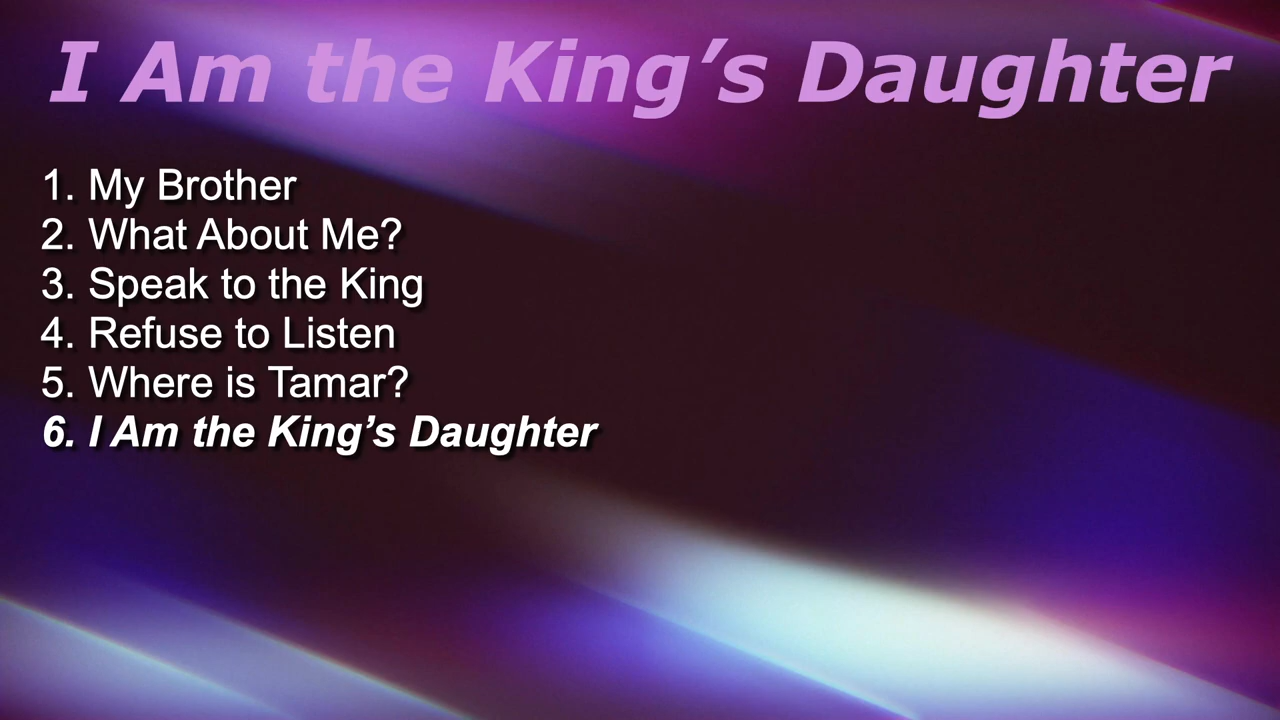 I Am the King’s Daughter
1. My Brother
2. What About Me?
3. Speak to the King
4. Refuse to Listen
5. Where is Tamar?
6. I Am the King’s Daughter